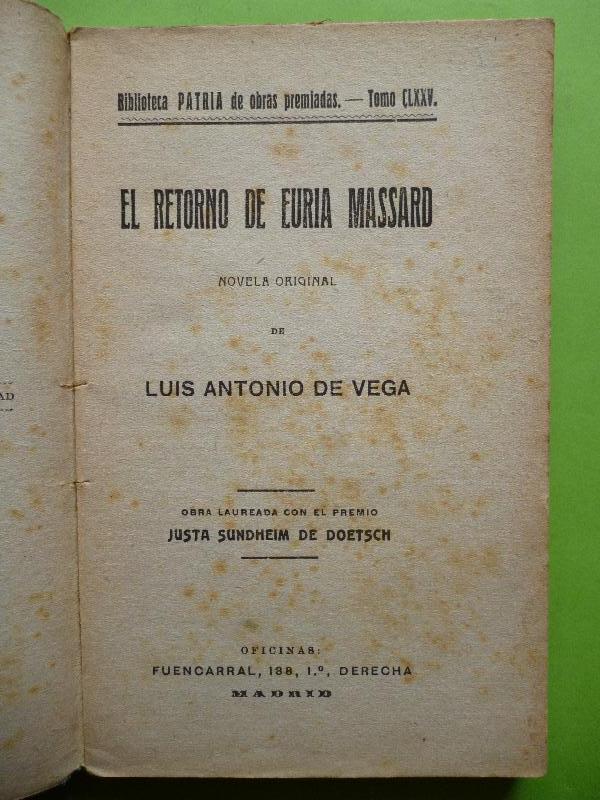 Biblioteca PATRIA de obras premiadas. — Tomo CLXXV.
EL RETORNO DE EURIA MASSARD
NOVELA ORIGINAL
DE
LUIS ANTONIO DE VEGA
OBRA LAUREADA CON EL PREMIO
JUSTA SUNDHEIM DE DOETSCH
OFICINAS:
FUENCARRAL, 138, 1.º, DERECHA
MADRID
AD